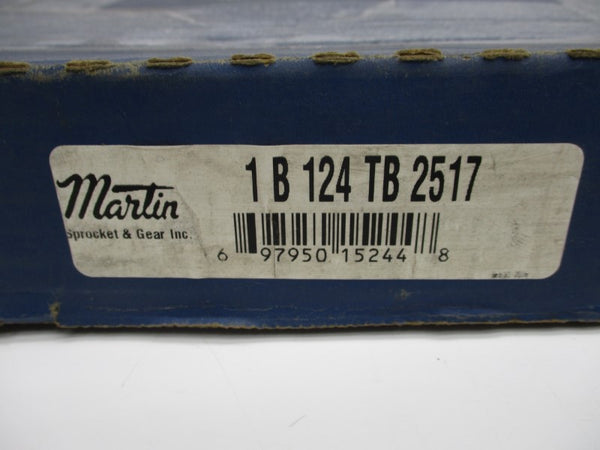 1 B 124 TB 2517
Martin
Sprocket & Gear Inc.
6 97950 15244 8